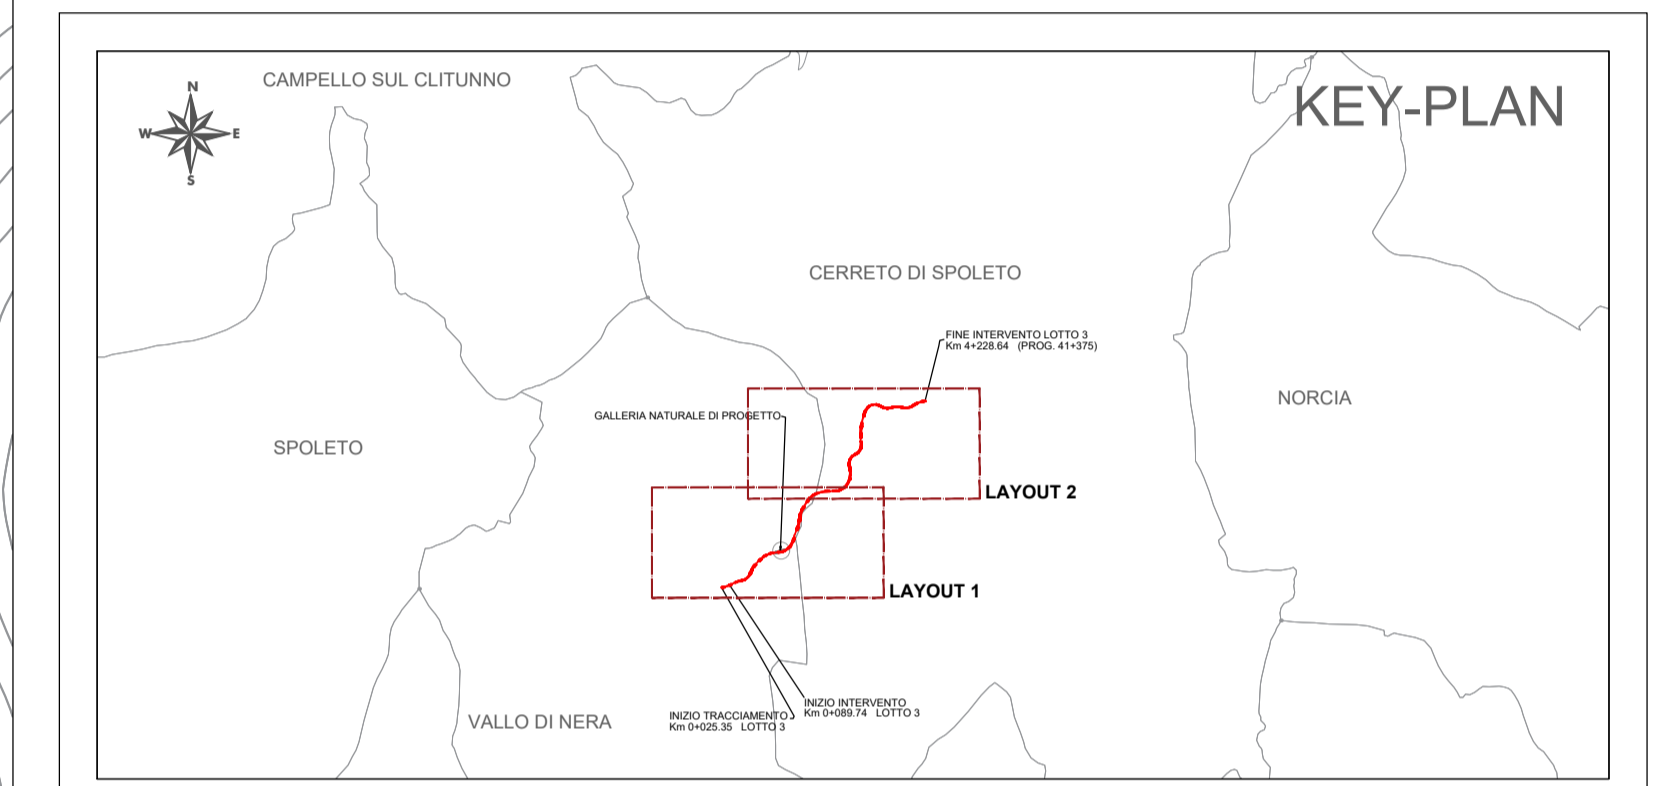 CAMPELLO SUL CLITUNNO
KEY-PLAN
N
W
E
S
CERRETO DI SPOLETO
FINE INTERVENTO LOTTO 3
Km 4+228.64 (PROG. 41+375)
NORCIA
GALLERIA NATURALE DI PROGETTO
SPOLETO
LAYOUT 2
LAYOUT 1
INIZIO INTERVENTO
Km 0+089.74 LOTTO 3
INIZIO TRACCIAMENTO
Km 0+025.35 LOTTO 3
VALLO DI NERA